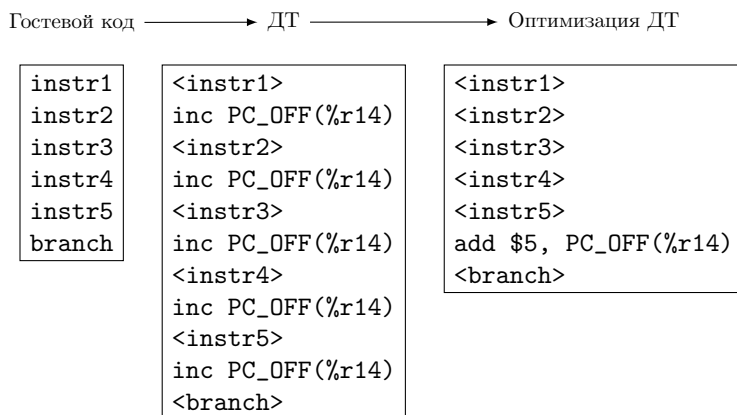 Гостевой код ДТ Оптимизация ДТ
instr1
instr2
instr3
instr4
instr5
branch
<instr1>
inc PC_OFF(%r14)
<instr2>
inc PC_OFF(%r14)
<instr3>
inc PC_OFF(%r14)
<instr4>
inc PC_OFF(%r14)
<instr5>
inc PC_OFF(%r14)
<branch>
<instr1>
<instr2>
<instr3>
<instr4>
<instr5>
add $5, PC_OFF(%r14)
<branch>